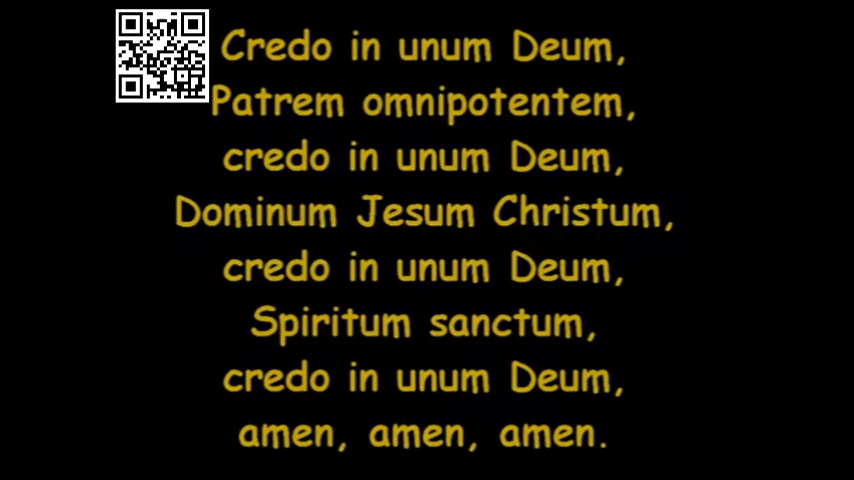 Credo in unum Deum,
Patrem omnipotentem,
credo in unum Deum,
Dominum Jesum Christum,
credo in unum Deum,
Spiritum sanctum,
credo in unum Deum,
amen, amen, amen.